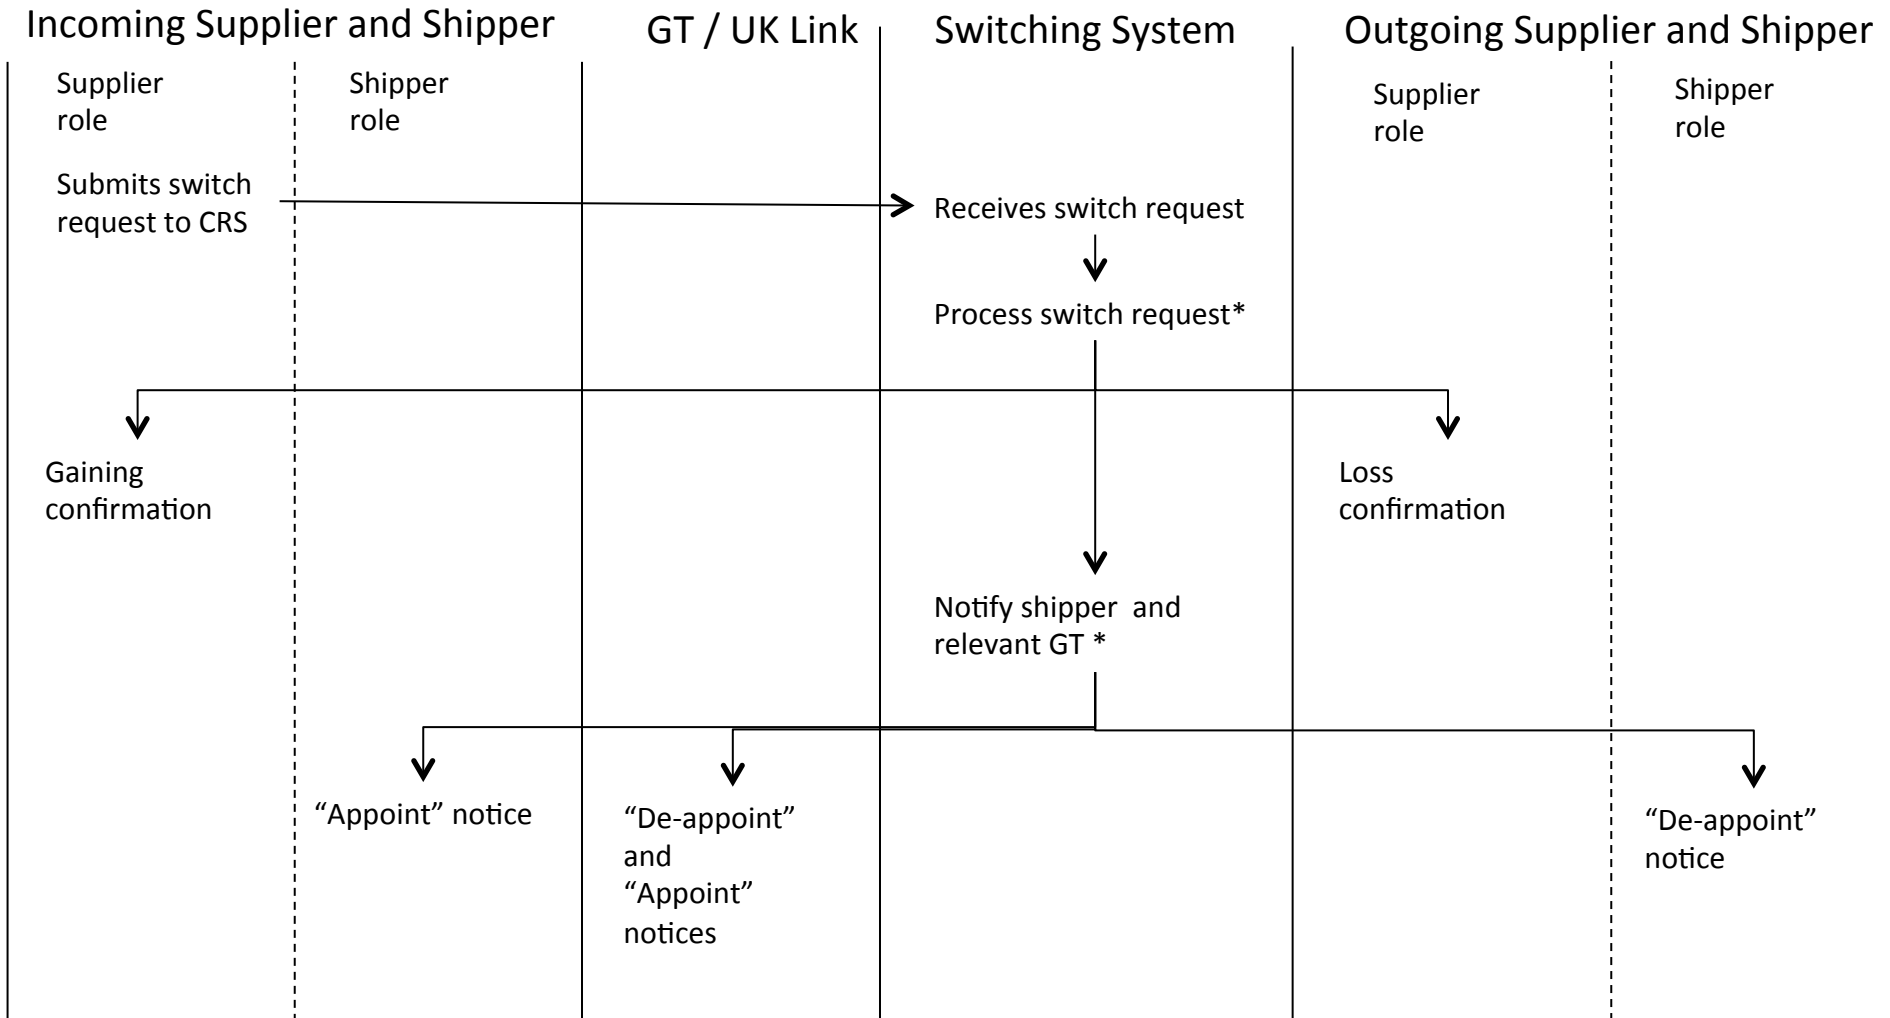 Incoming Supplier and Shipper
GT / UK Link
Switching System
Outgoing Supplier and Shipper
Supplier
role
Shipper
role
Supplier
role
Shipper
role
Submits switch
request to CRS
Receives switch request
Process switch request*
Gaining
confirmation
Loss
confirmation
Notify shipper and
relevant GT *
“Appoint” notice
“De-appoint”
and
“Appoint”
notices
“De-appoint”
notice